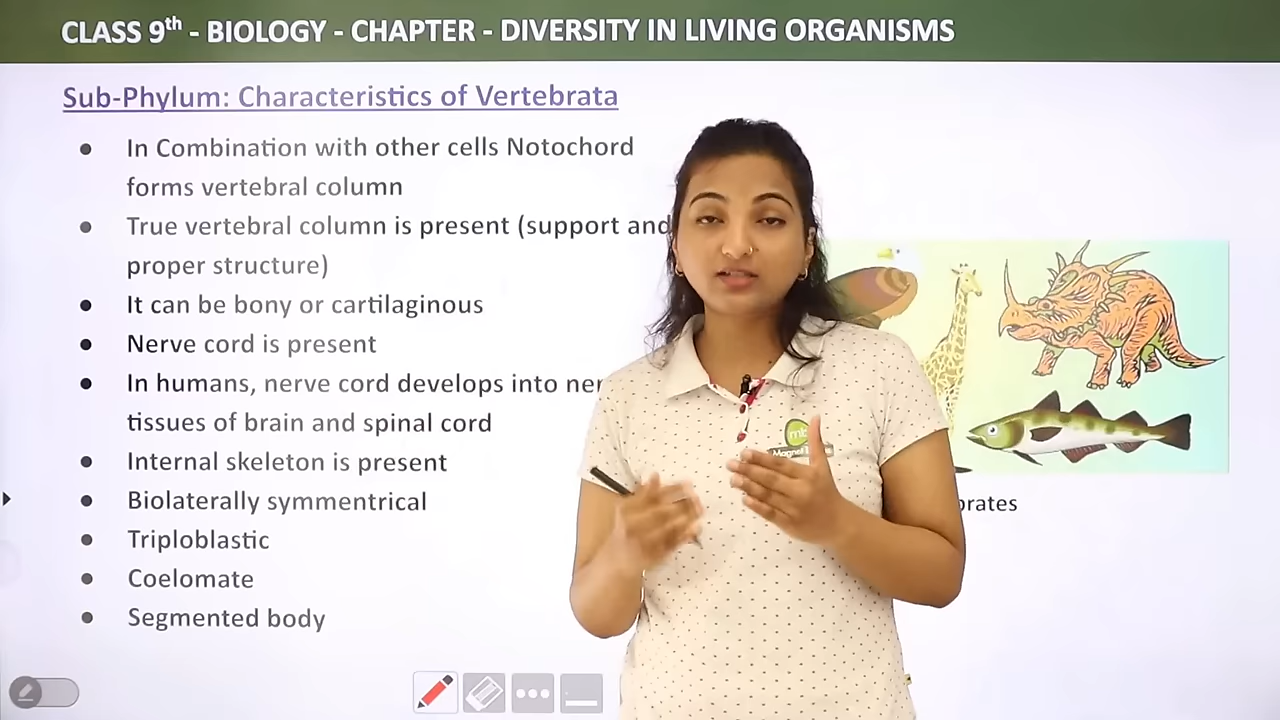 CLASS 9th - BIOLOGY - CHAPTER - DIVERSITY IN LIVING ORGANISMS
Sub-Phylum: Characteristics of Vertebrata
In Combination with other cells Notochord
forms vertebral column
True vertebral column is present (support and
proper structure)
It can be bony or cartilaginous
Nerve cord is present
In humans, nerve cord develops into
tissues of brain and spinal cord
Internal skeleton is present
Biolaterally symmetrical
Triploblastic
Coelomate
Segmented body
mb
Magnet